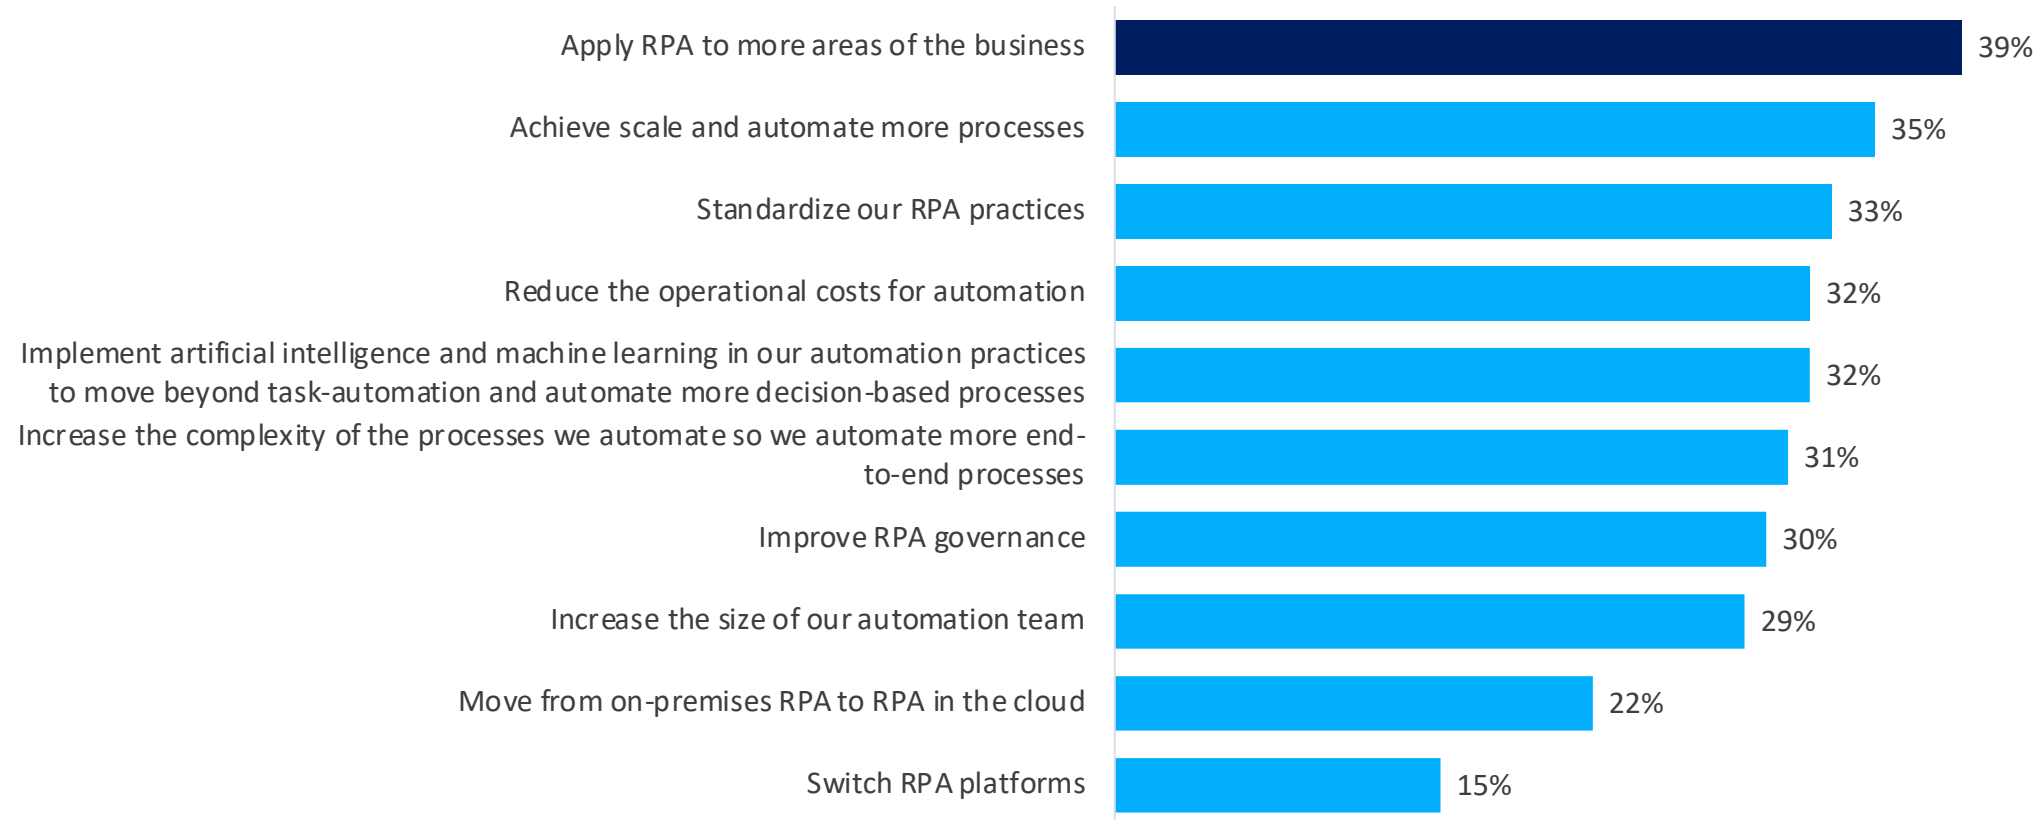 Apply RPA to more areas of the business 39%
Achieve scale and automate more processes 35%
Standardize our RPA practices 33%
Reduce the operational costs for automation 32%
Implement artificial intelligence and machine learning in our automation practices
to move beyond task-automation and automate more decision-based processes 32%
Increase the complexity of the processes we automate so we automate more end-
to-end processes 31%
Improve RPA governance 30%
Increase the size of our automation team 29%
Move from on-premises RPA to RPA in the cloud 22%
Switch RPA platforms 15%